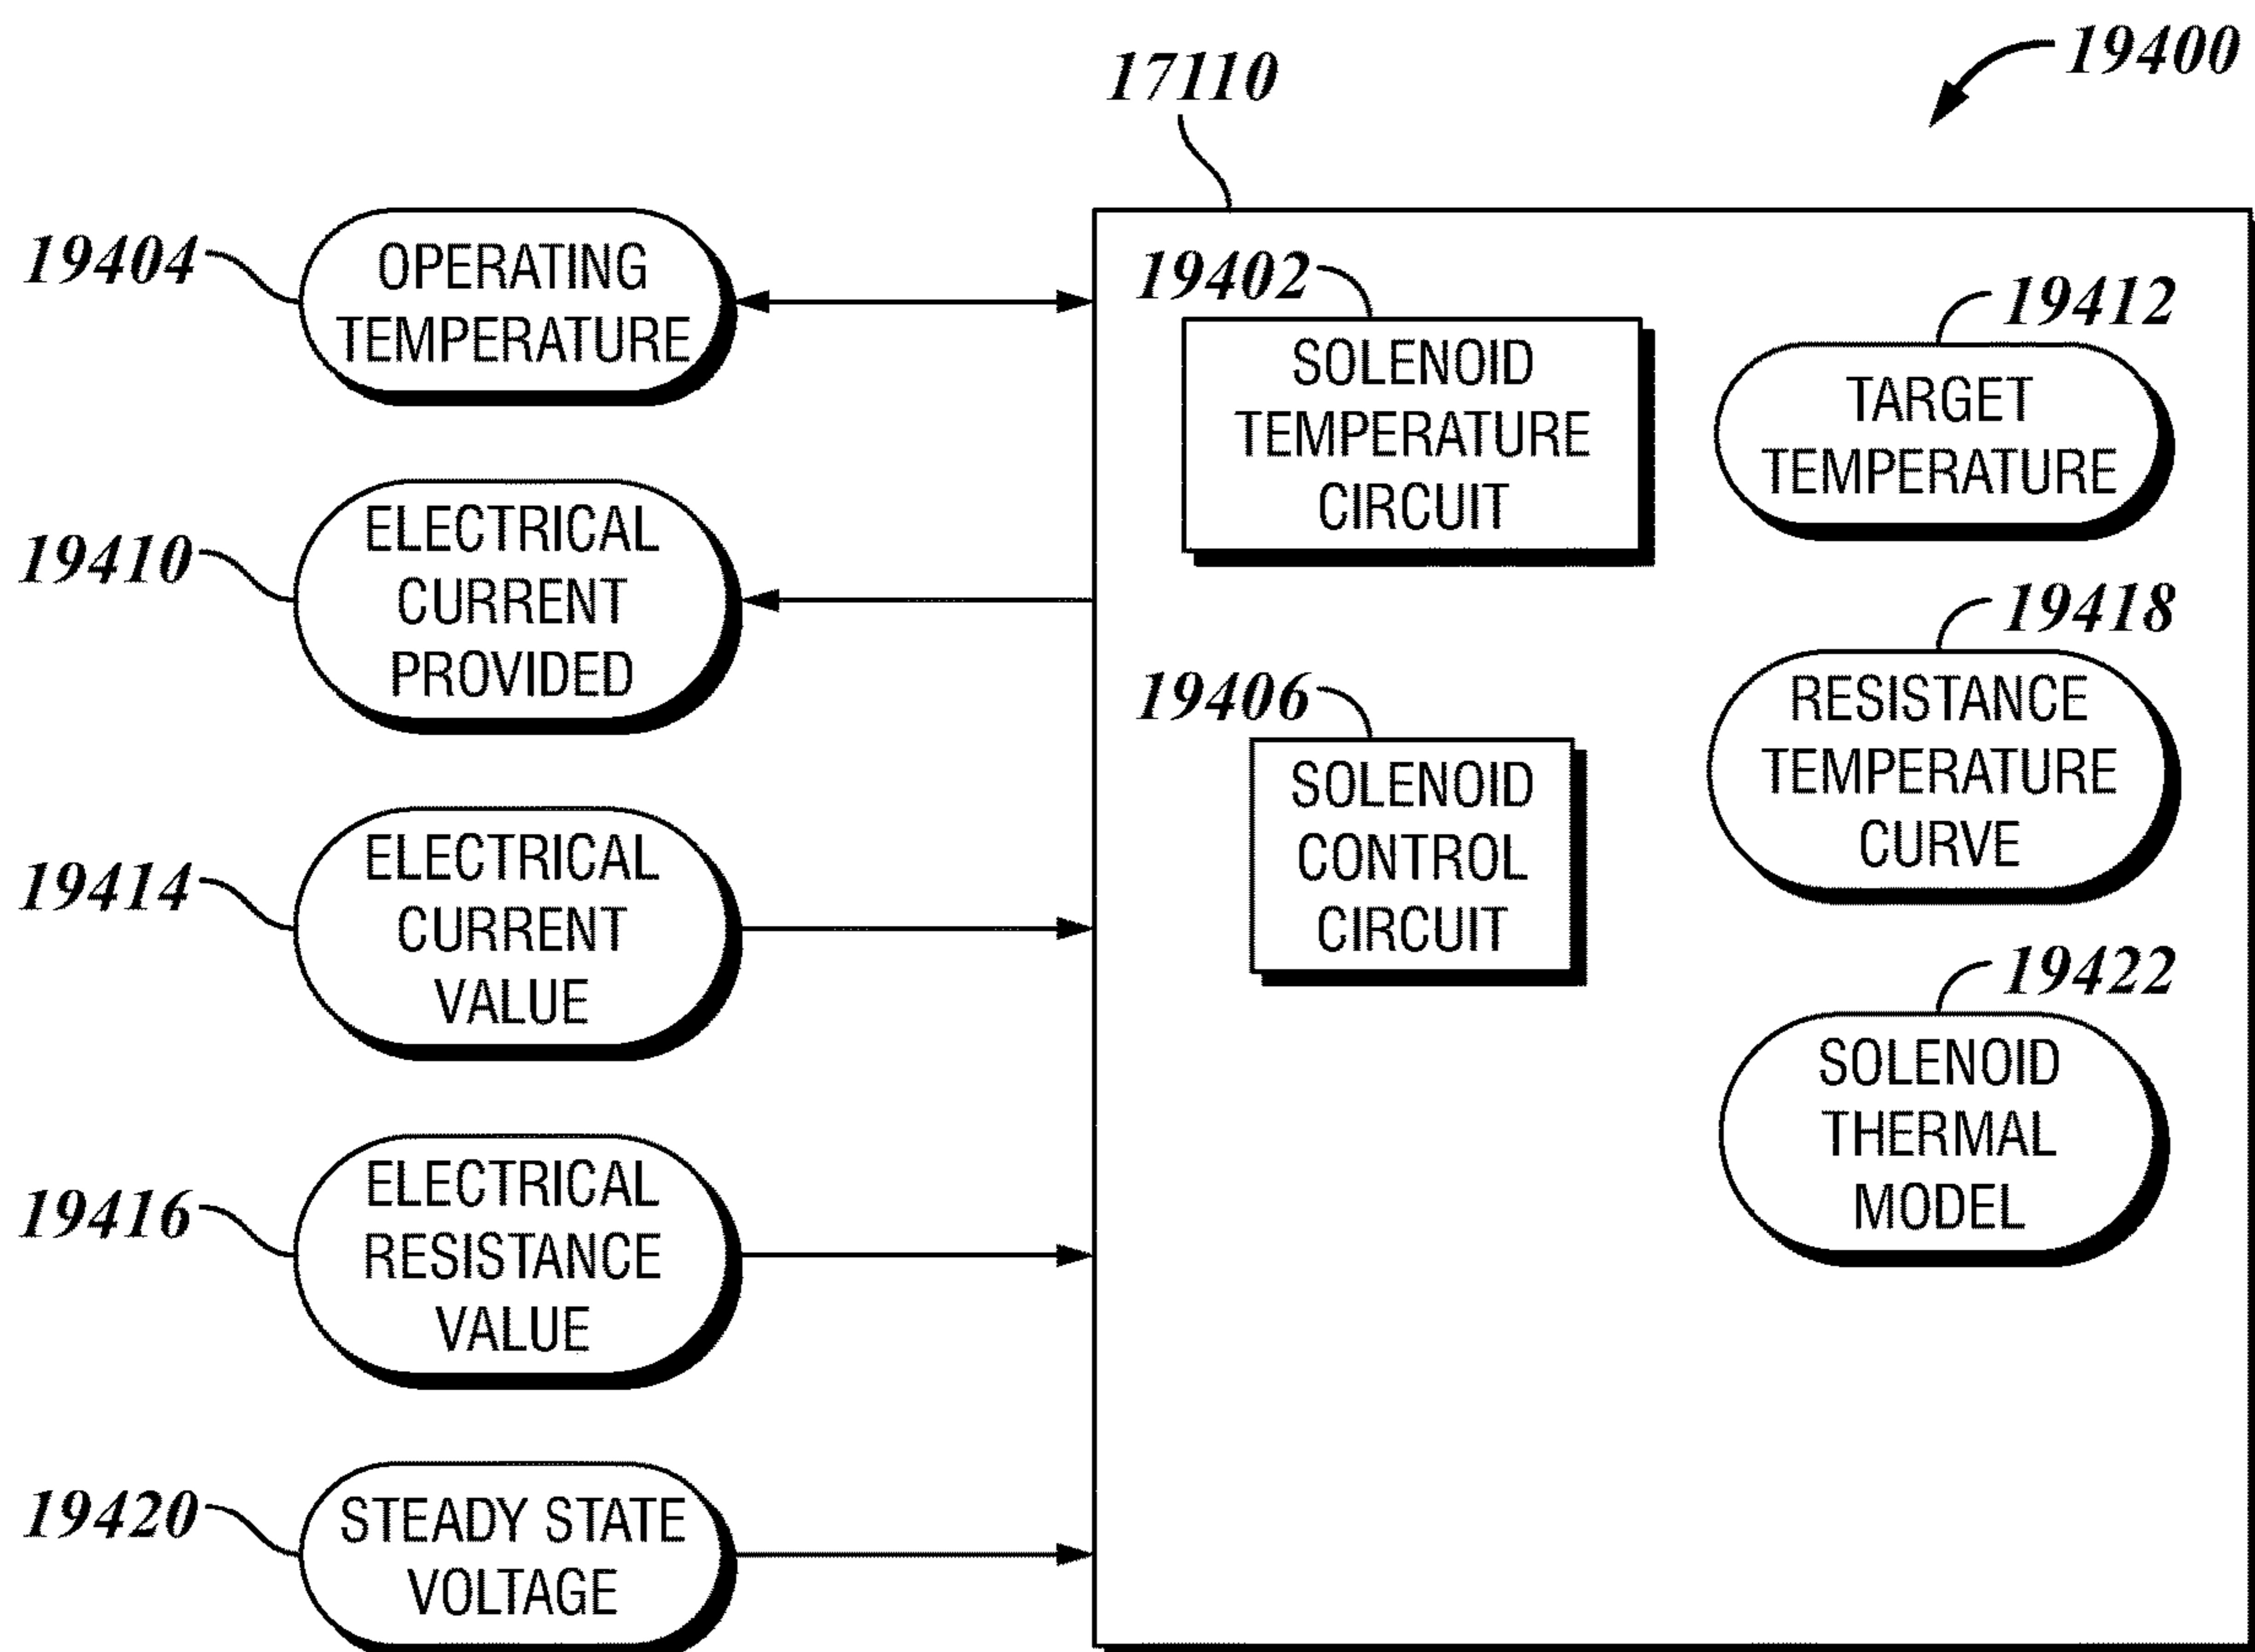 19400
17110
19404
OPERATING
TEMPERATURE
19402
SOLENOID
TEMPERATURE
CIRCUIT
19412
TARGET
TEMPERATURE
19410
ELECTRICAL
CURRENT
PROVIDED
19418
RESISTANCE
TEMPERATURE
CURVE
19406
SOLENOID
CONTROL
CIRCUIT
19414
ELECTRICAL
CURRENT
VALUE
19422
SOLENOID
THERMAL
MODEL
19416
ELECTRICAL
RESISTANCE
VALUE
19420
STEADY STATE
VOLTAGE